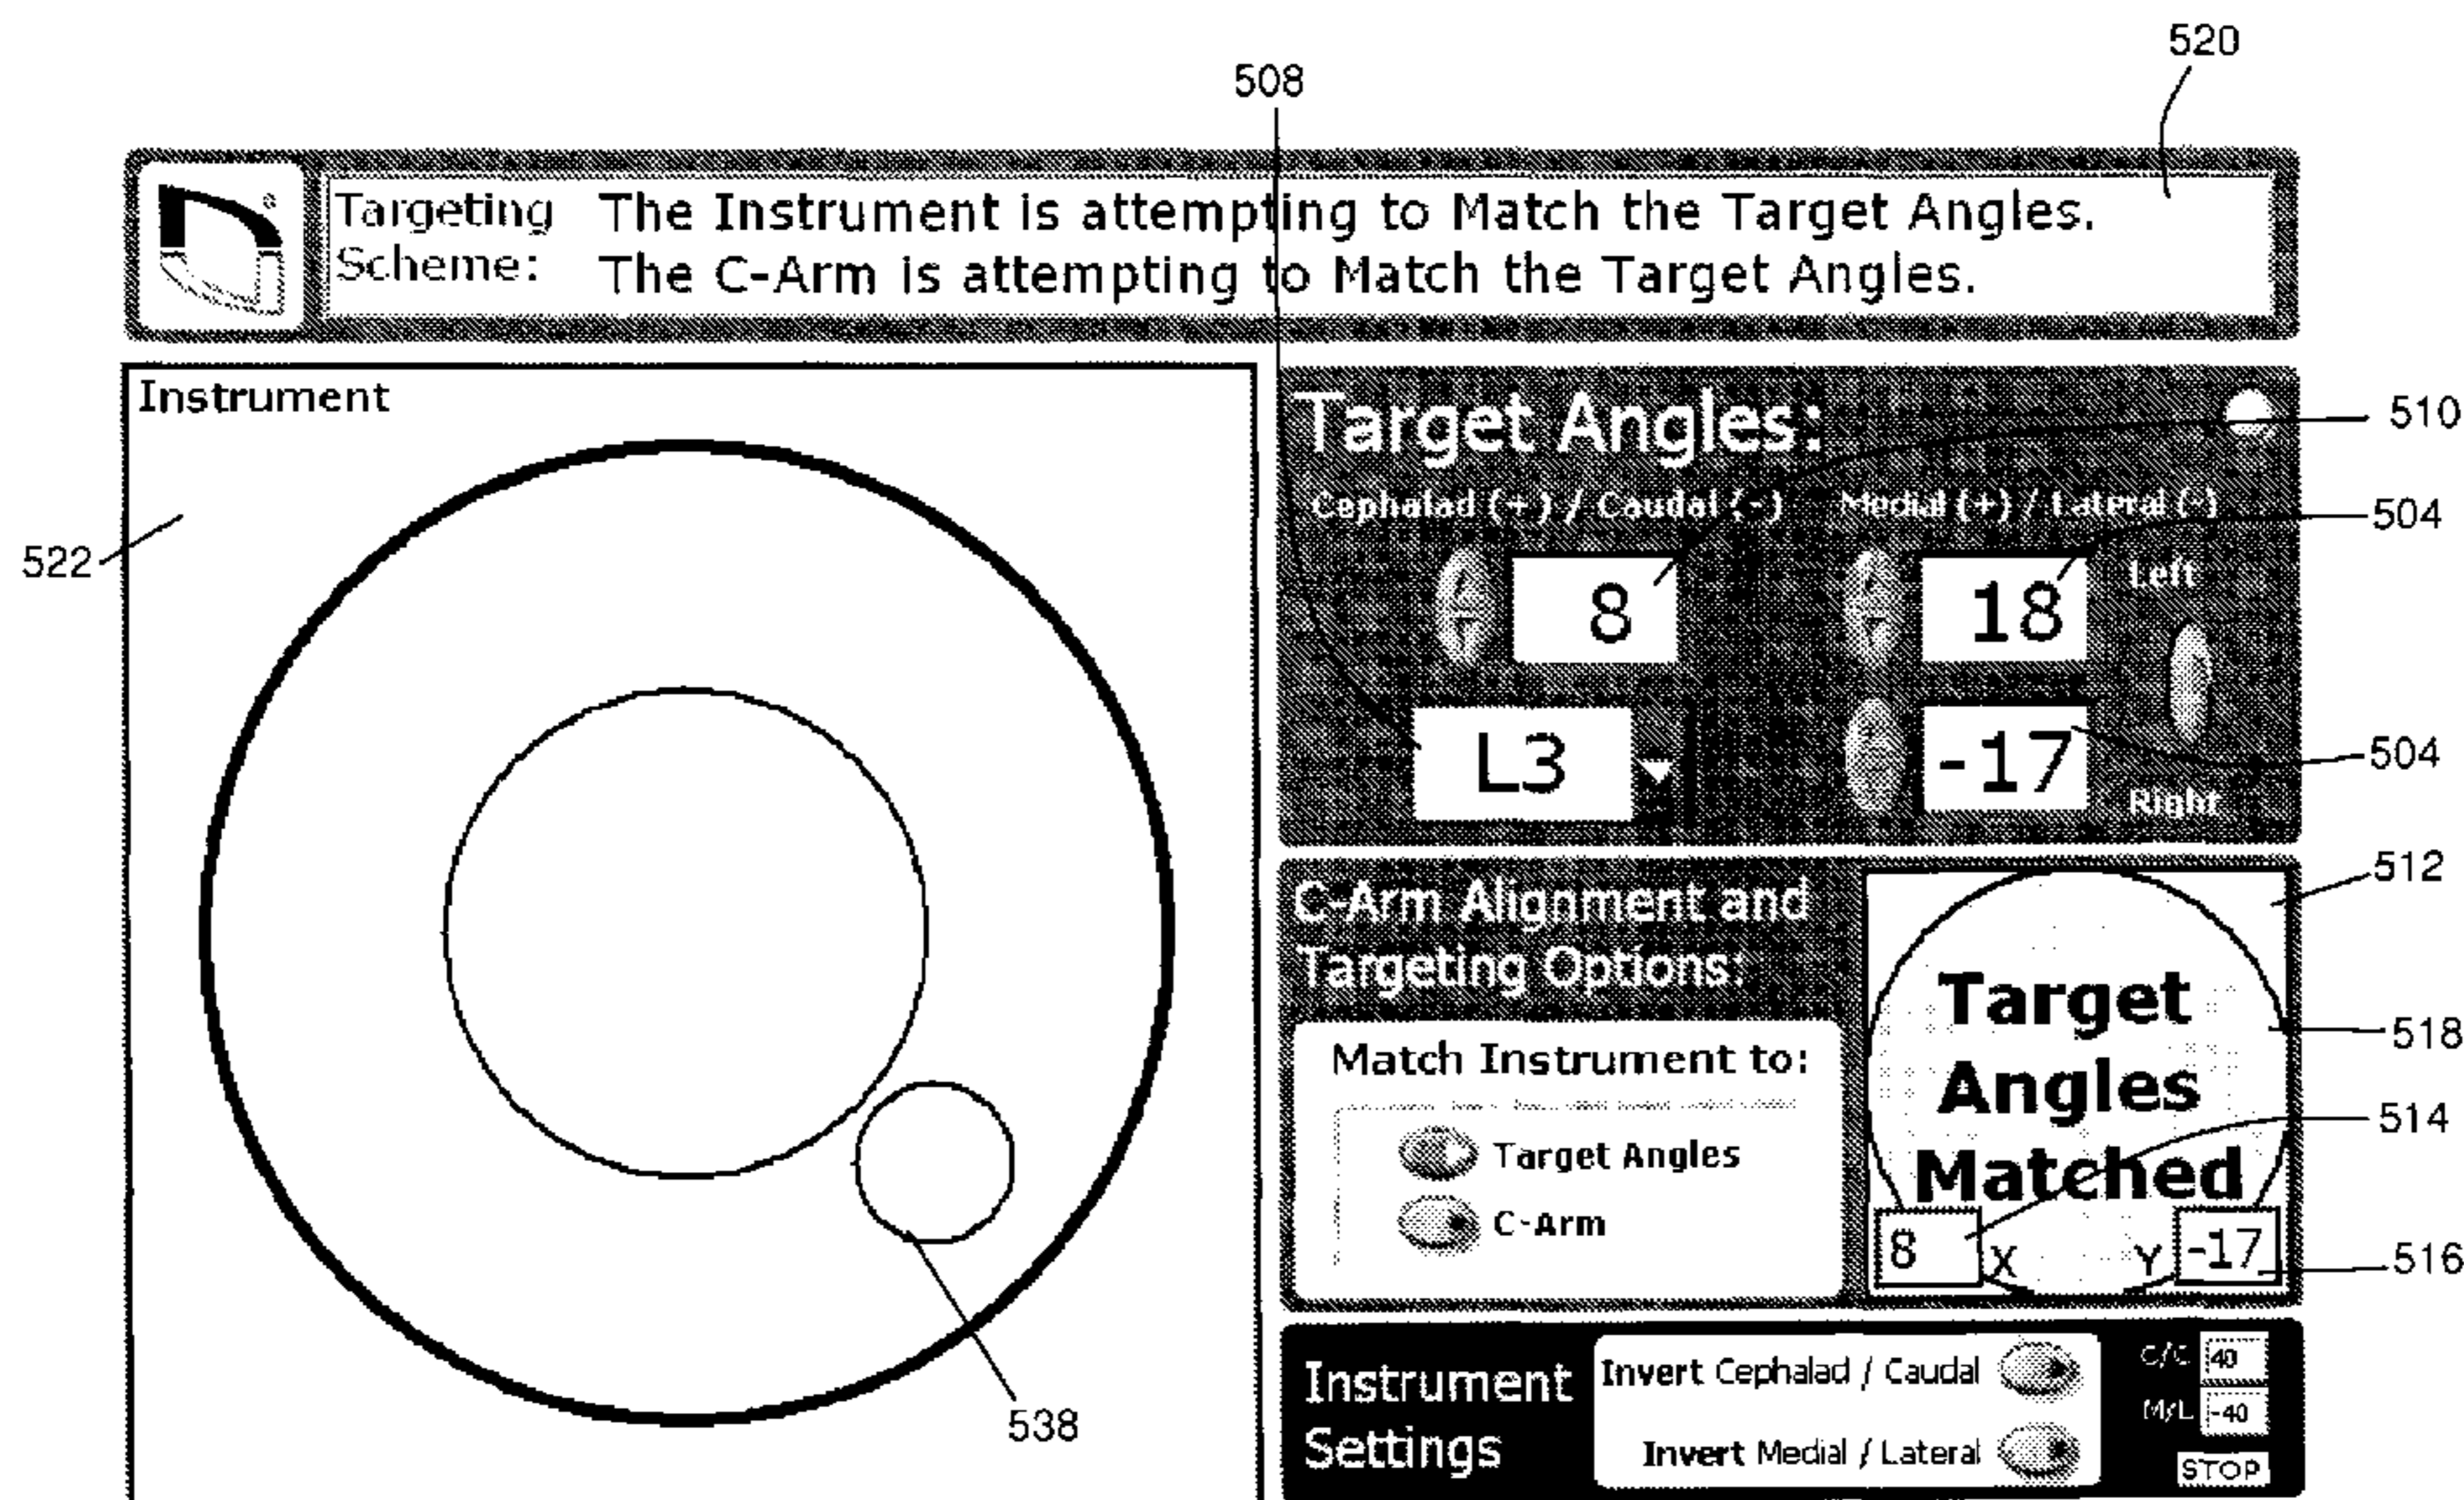 520
508
Targeting Scheme:
The Instrument is attempting to Match the Target Angles.
The C-Arm is attempting to Match the Target Angles.
Instrument
522
538
Target Angles:
510
Cephalad (+) / Caudal (-)
Medial (+) / Lateral (-)
504
8
18
Left
L3
-17
504
Right
C-Arm Alignment and
Targeting Options:
512
Match Instrument to:
Target Angles
C-Arm
Target
Angles
Matched
518
514
8 X Y -17
516
Instrument
Settings
Invert Cephalad / Caudal
Invert Medial / Lateral
C/C 40
M/L -40
STOP